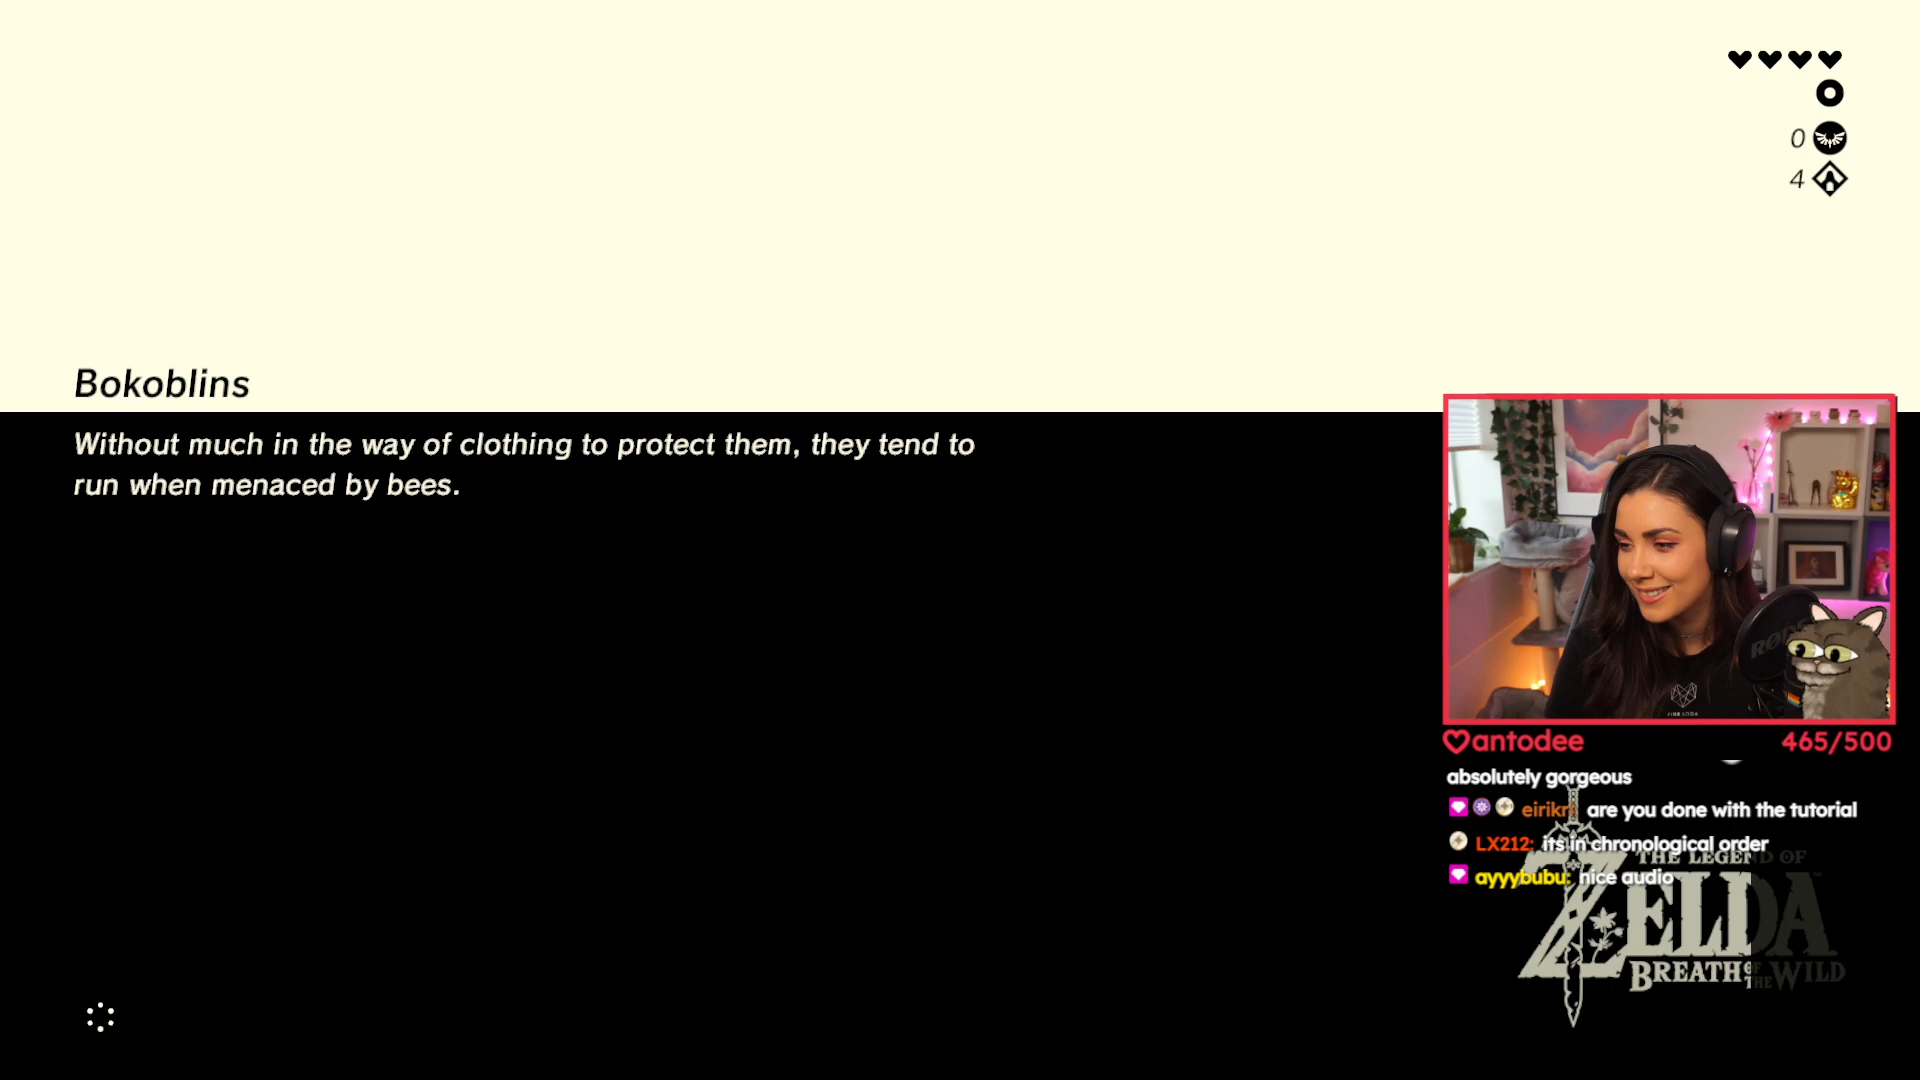 0
4
Bokoblins
Without much in the way of clothing to protect them, they tend to
run when menaced by bees.
antodee 465/500
absolutely gorgeous
are you done with the tutorial
LX212: its in chronological order
ayyybubu: nice audio
THE LEGEND OF
ZELDA
BREATH OF THE WILD